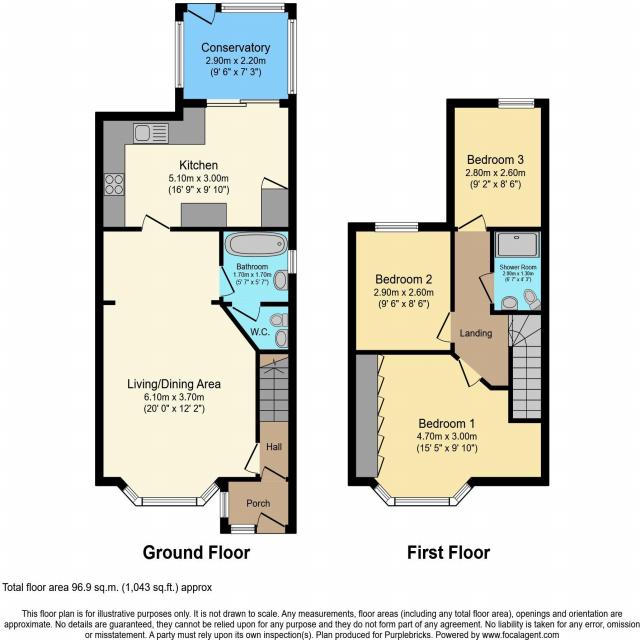 Conservatory
2.90m x 2.20m
(9' 6" x 7' 3")
Kitchen
5.10m x 3.00m
(16' 9" x 9' 10")
Bathroom
1.70m x 1.70m
(5' 7" x 5' 7")
W.C.
Living/Dining Area
6.10m x 3.70m
(20' 0" x 12' 2")
Hall
Porch
Ground Floor
Bedroom 3
2.80m x 2.60m
(9' 2" x 8' 6")
Shower Room
2.00m x 1.30m
(6' 7" x 4' 3")
Bedroom 2
2.90m x 2.60m
(9' 6" x 8' 6")
Landing
Bedroom 1
4.70m x 3.00m
(15' 5" x 9' 10")
First Floor
Total floor area 96.9 sq.m. (1,043 sq.ft.) approx
This floor plan is for illustrative purposes only. It is not drawn to scale. Any measurements, floor areas (including any total floor area), openings and orientation are
approximate. No details are guaranteed, they cannot be relied upon for any purpose and they do not form part of any agreement. No liability is taken for any error, omission
or misstatement. A party must rely upon its own inspection(s). Plan produced for Purplebricks. Powered by www.focalagent.com